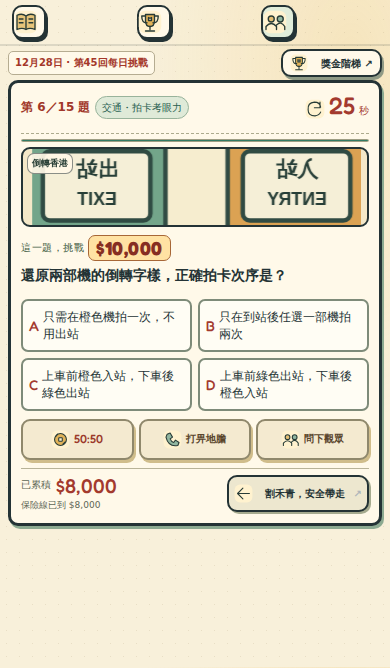 12月28日 · 第45回每日挑戰
獎金階梯 ↗
第 6／15 題
交通・拍卡考眼力
25 秒
倒轉香港
出站
EXIT
入站
ENTRY
這一題，挑戰 $10,000
還原兩部機的倒轉字樣，正確拍卡次序是？
A 只需在橙色機拍一次，不用出站
B 只在到站後任選一部機拍兩次
C 上車前橙色入站，下車後綠色出站
D 上車前綠色出站，下車後橙色入站
50:50
打畀地膽
問下觀眾
已累積 $8,000
保險線已到 $8,000
割禾青，安全帶走 ↗